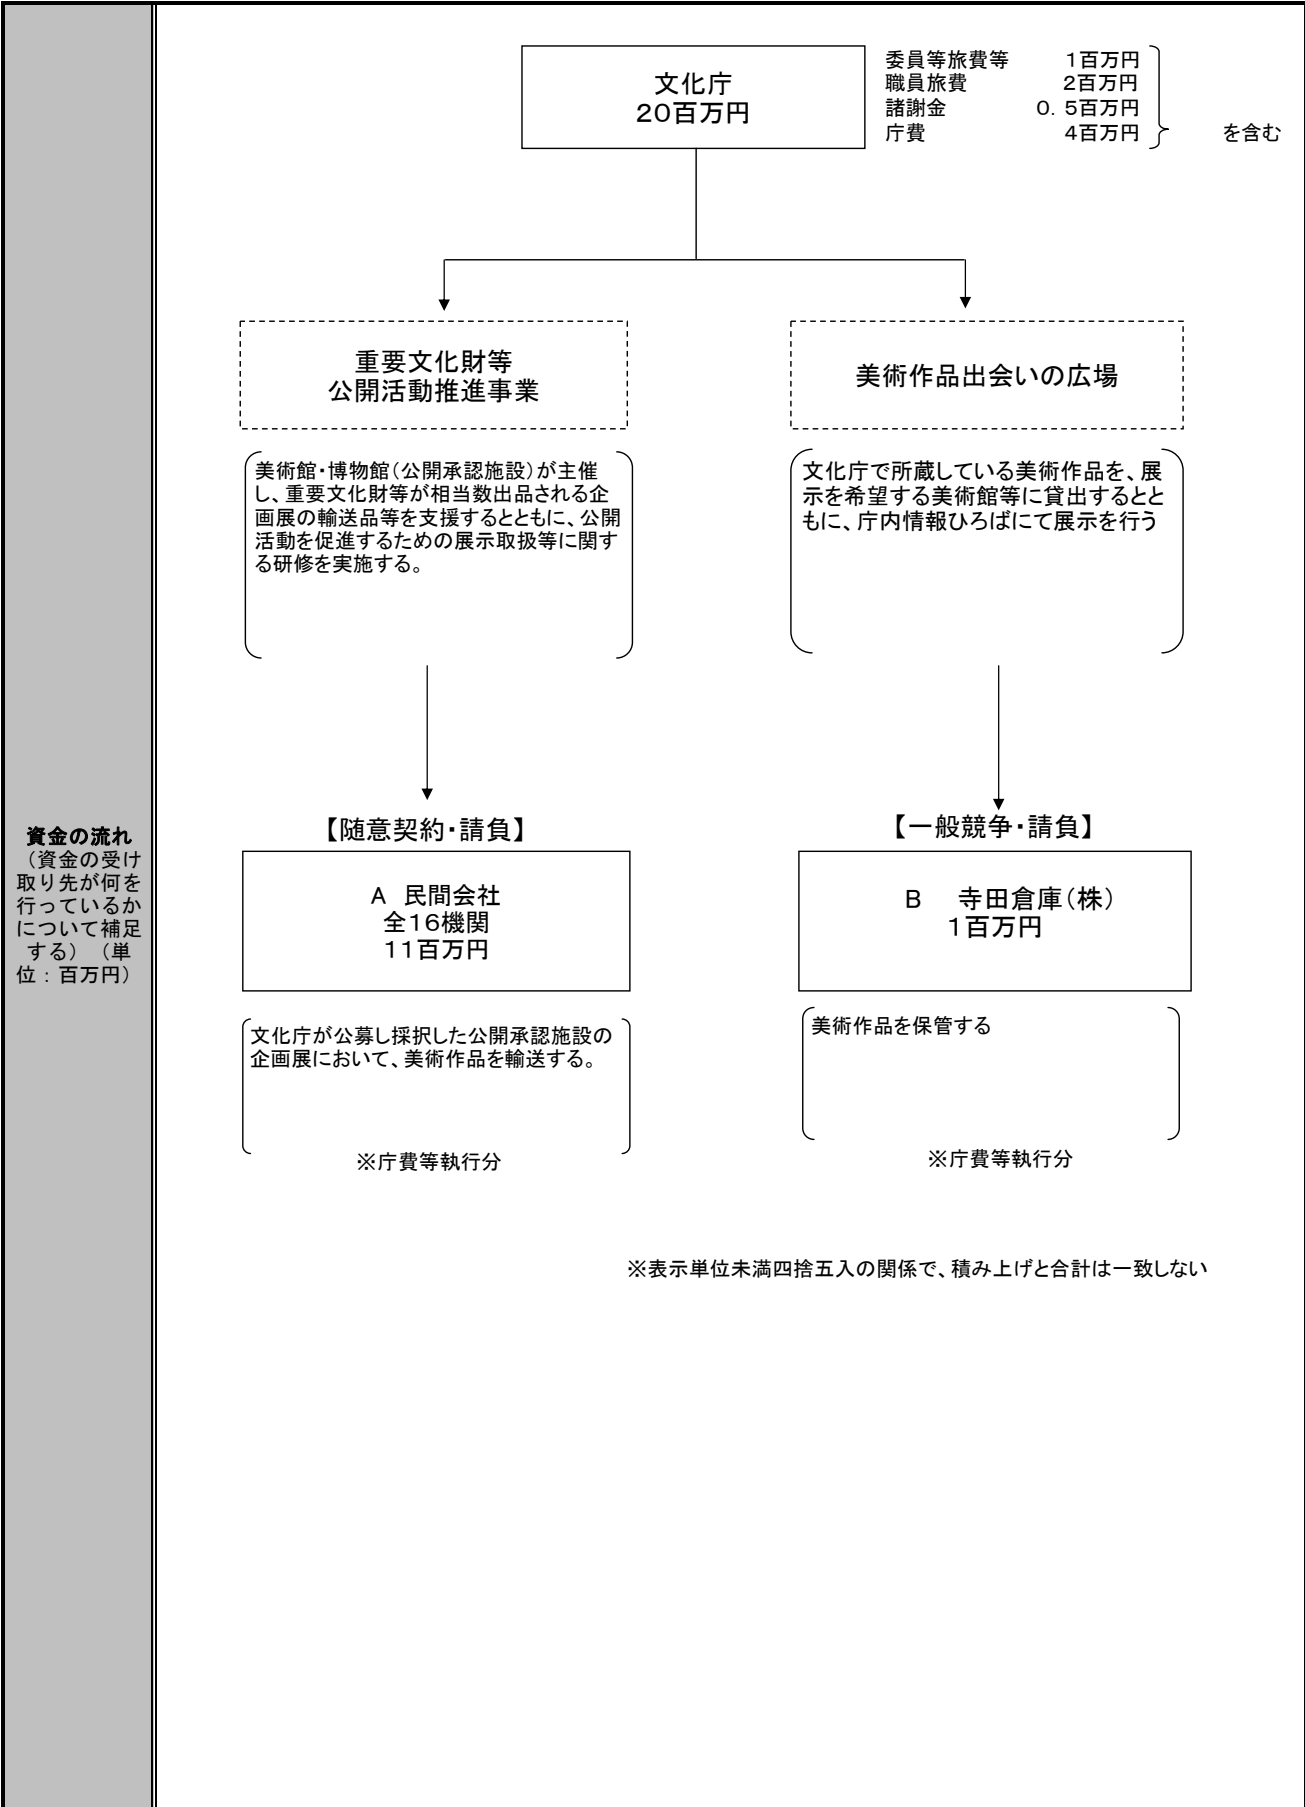 資金の流れ
（資金の受け
取り先が何を
行っているか
について補足
する）（単
位：百万円）
文化庁
20百万円
委員等旅費等　1百万円
職員旅費　2百万円
諸謝金　0．5百万円
庁費　4百万円
を含む
重要文化財等
公開活動推進事業
美術館・博物館（公開承認施設）が主催
し、重要文化財等が相当数出品される企
画展の輸送品等を支援するとともに、公開
活動を促進するための展示取扱等に関す
る研修を実施する。
【随意契約・請負】
A　民間会社
全16機関
11百万円
文化庁が公募し採択した公開承認施設の
企画展において、美術作品を輸送する。
※庁費等執行分
美術作品出会いの広場
文化庁で所蔵している美術作品を、展
示を希望する美術館等に貸出するとと
もに、庁内情報ひろばにて展示を行う
【一般競争・請負】
B　寺田倉庫（株）
1百万円
美術作品を保管する
※庁費等執行分
※表示単位未満四捨五入の関係で、積み上げと合計は一致しない